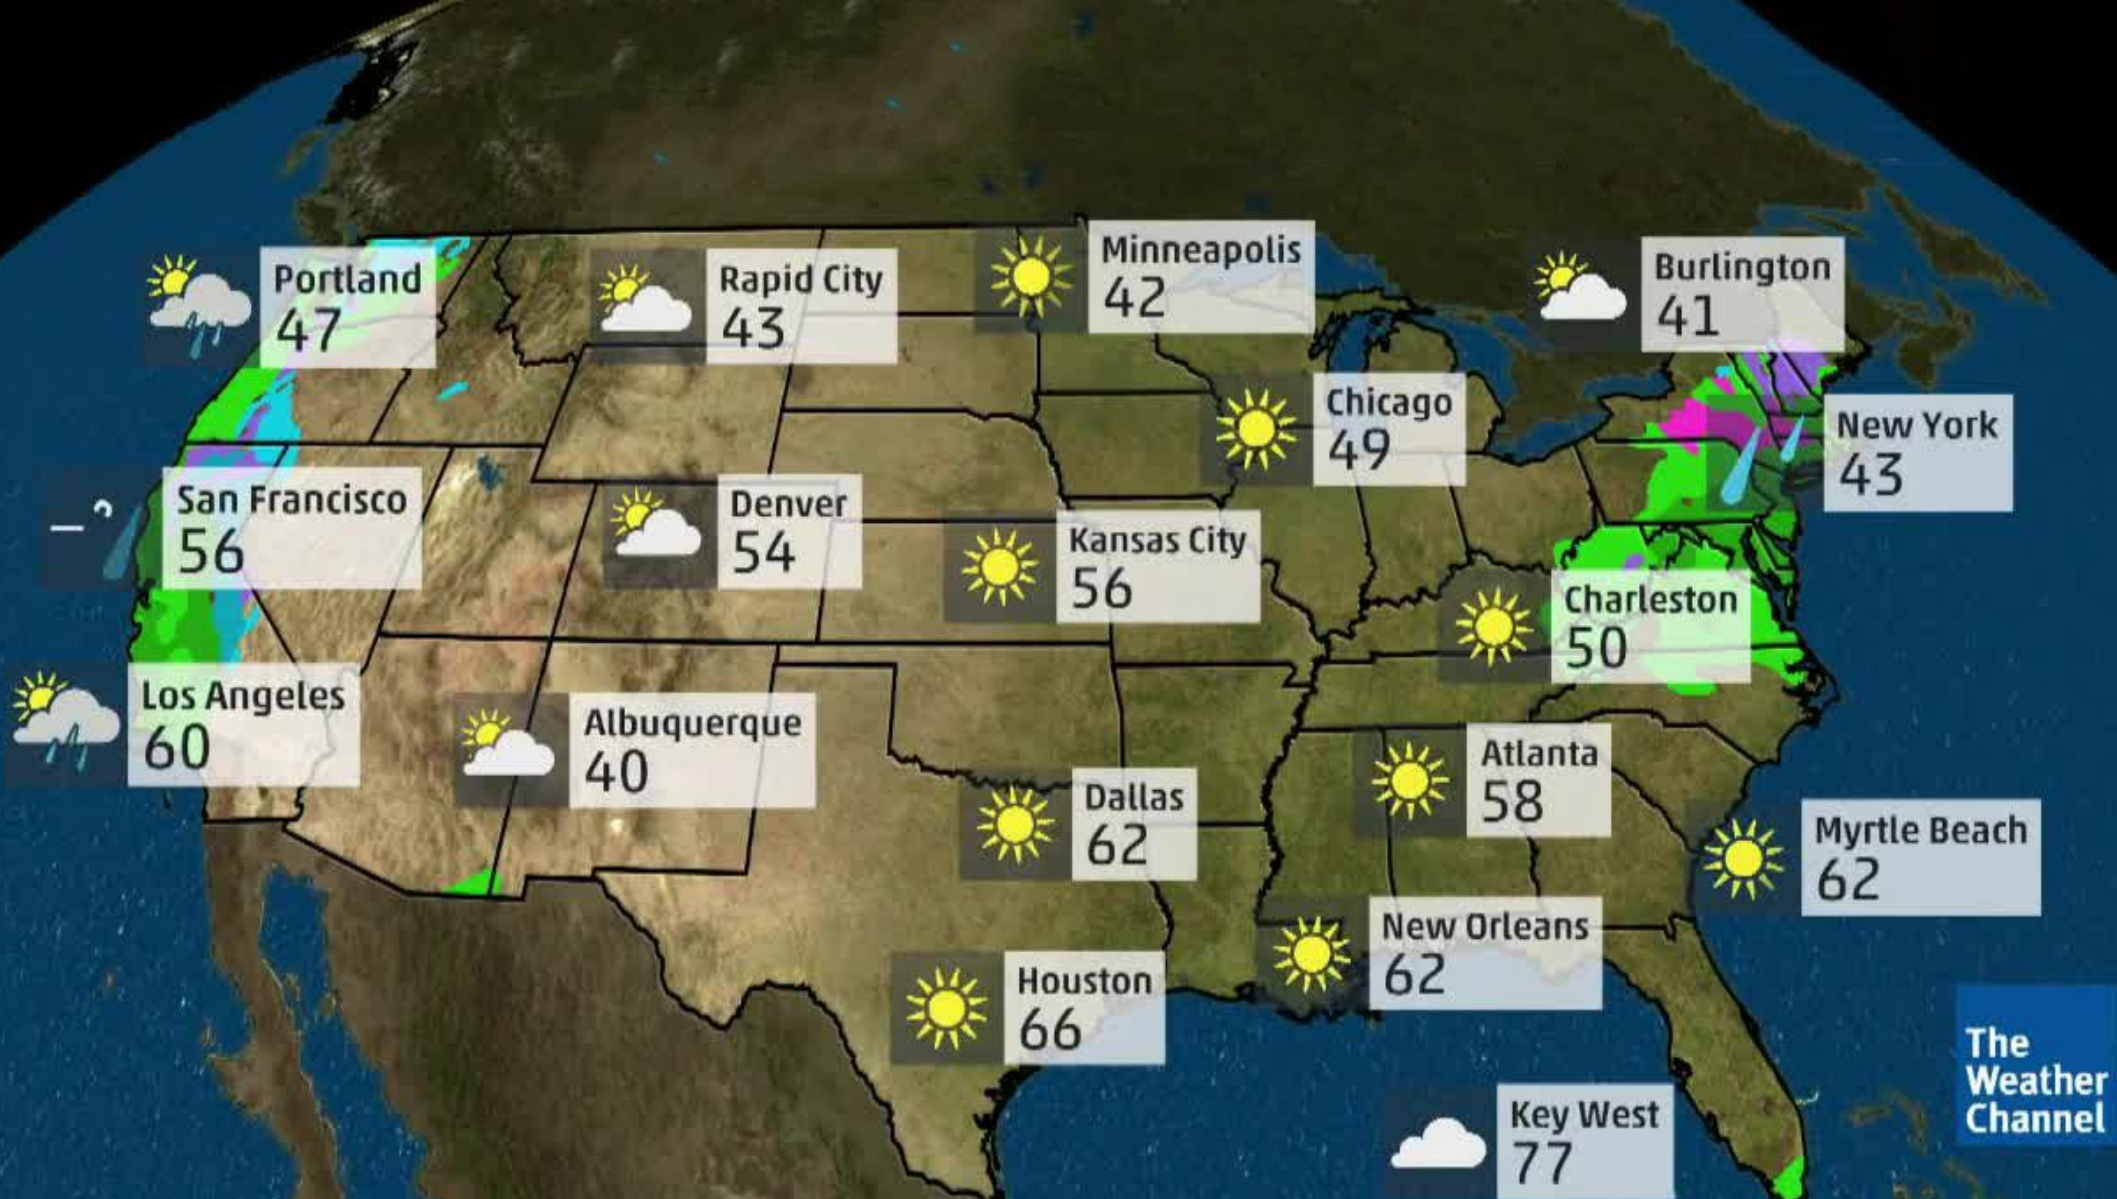 Portland
47
Rapid City
43
Minneapolis
42
Burlington
41
Chicago
49
New York
43
San Francisco
56
Denver
54
Kansas City
56
Charleston
50
Los Angeles
60
Albuquerque
40
Dallas
62
Atlanta
58
Myrtle Beach
62
New Orleans
62
Houston
66
Key West
77
The
Weather
Channel